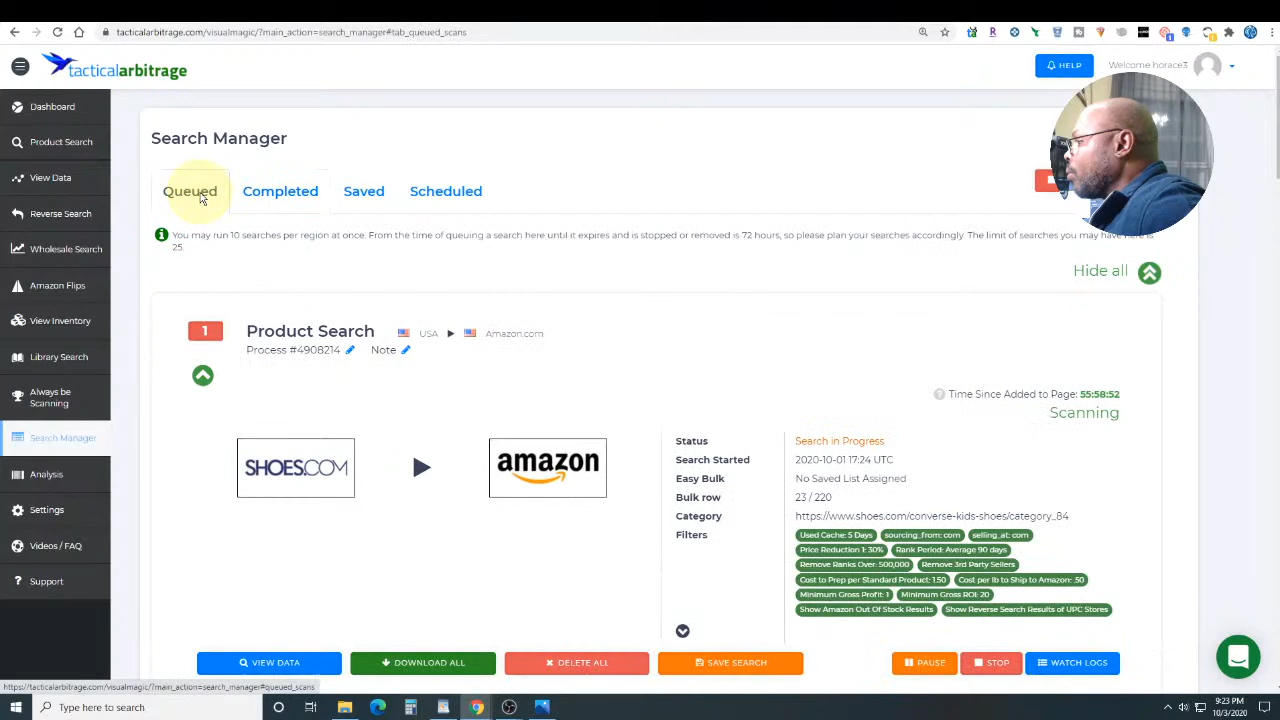 tacticalarbitrage.com/visualmagic/?main_action=search_manager#tab_queued_scans
tacticalarbitrage
HELP
Welcome horace3
Dashboard
Product Search
View Data
Reverse Search
Wholesale Search
Amazon Flips
View Inventory
Library Search
Always be
Scanning
Search Manager
Analysis
Settings
Videos / FAQ
Support
Search Manager
Queued Completed Saved Scheduled
You may run 10 searches per region at once. From the time of queuing a search here until it expires and is stopped or removed is 72 hours, so please plan your searches accordingly. The limit of searches you may have here is
25.
Hide all
1 Product Search USA Amazon.com
Process #4908214 Note
Time Since Added to Page: 55:58:52
Scanning
SHOES.COM
amazon
Status Search in Progress
Search Started 2020-10-01 17:24 UTC
Easy Bulk No Saved List Assigned
Bulk row 23 / 220
Category https://www.shoes.com/converse-kids-shoes/category_84
Filters Used Cache: 5 Days sourcing_from: com selling_at: com
Price Reduction 1: 30% Rank Period: Average 90 days
Remove Ranks Over: 500,000 Remove 3rd Party Sellers
Cost to Prep per Standard Product: 1.50 Cost per lb to Ship to Amazon: .50
Minimum Gross Profit: 1 Minimum Gross ROI: 20
Show Amazon Out Of Stock Results Show Reverse Search Results of UPC Stores
VIEW DATA DOWNLOAD ALL DELETE ALL SAVE SEARCH PAUSE STOP WATCH LOGS
https://tacticalarbitrage.com/visualmagic/?main_action=search_manager#queued_scans
Type here to search
9:23 PM
10/3/2020